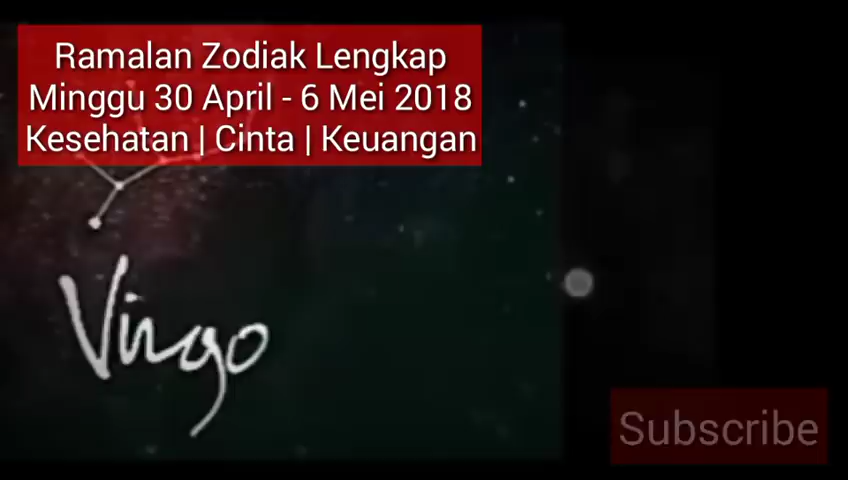 Ramalan Zodiak Lengkap
Minggu 30 April - 6 Mei 2018
Kesehatan | Cinta | Keuangan
Virgo
Subscribe